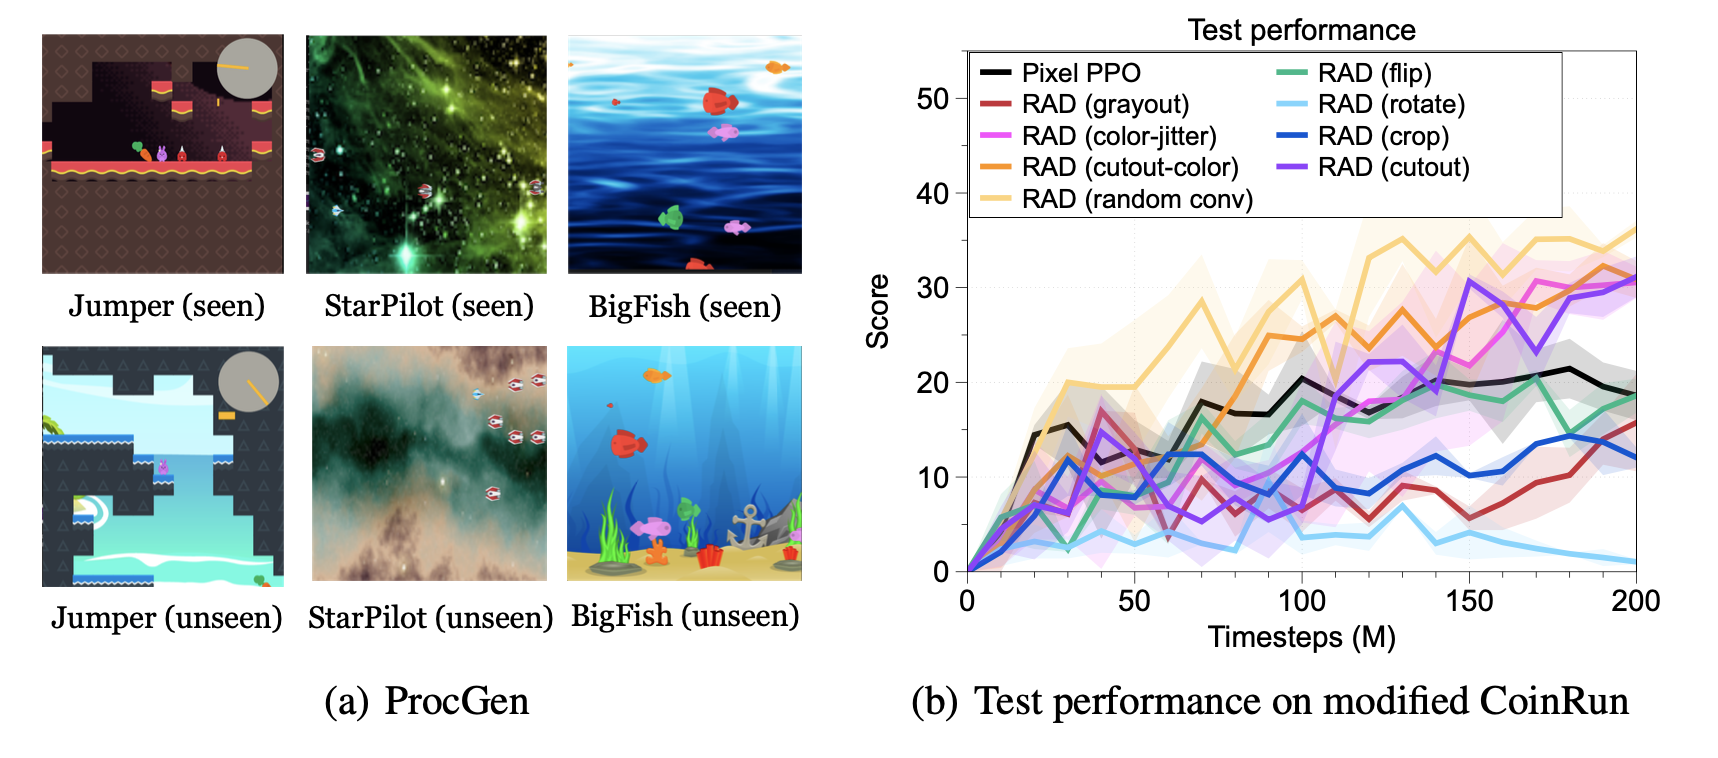 Jumper (seen)
StarPilot (seen)
BigFish (seen)
Jumper (unseen)
StarPilot (unseen)
BigFish (unseen)
(a) ProcGen
Test performance
Pixel PPO
RAD (grayout)
RAD (color-jitter)
RAD (cutout-color)
RAD (random conv)
RAD (flip)
RAD (rotate)
RAD (crop)
RAD (cutout)
Score
50
40
30
20
10
0
0
50
100
150
200
Timesteps (M)
(b) Test performance on modified CoinRun